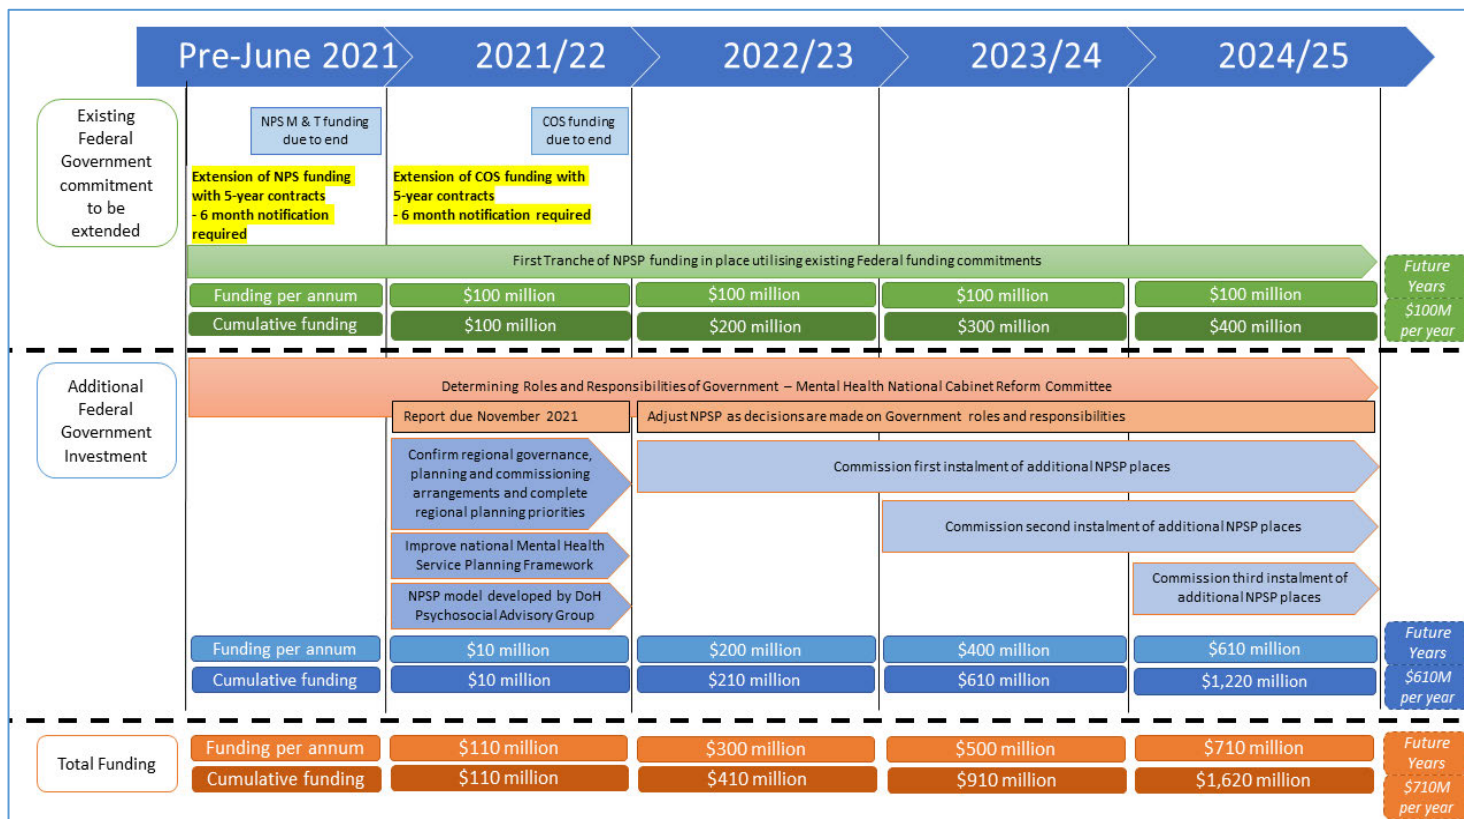 Pre-June 2021
2021/22
2022/23
2023/24
2024/25
Existing
Federal
Government
commitment
to be
extended
NPS M & T funding
due to end
COS funding
due to end
Extension of NPS funding
with 5-year contracts
- 6 month notification
required
Extension of COS funding with
5-year contracts
- 6 month notification required
First Tranche of NPSP funding in place utilising existing Federal funding commitments
Funding per annum
$100 million
$100 million
$100 million
$100 million
Cumulative funding
$100 million
$200 million
$300 million
$400 million
Future
Years
$100M
per year
Additional
Federal
Government
Investment
Determining Roles and Responsibilities of Government – Mental Health National Cabinet Reform Committee
Report due November 2021
Adjust NPSP as decisions are made on Government roles and responsibilities
Confirm regional governance,
planning and commissioning
arrangements and complete
regional planning priorities
Commission first instalment of additional NPSP places
Commission second instalment of additional NPSP places
Improve national Mental Health
Service Planning Framework
Commission third instalment of
additional NPSP places
NPSP model developed by DoH
Psychosocial Advisory Group
Funding per annum
$10 million
$200 million
$400 million
$610 million
Cumulative funding
$10 million
$210 million
$610 million
$1,220 million
Future
Years
$610M
per year
Total Funding
Funding per annum
$110 million
$300 million
$500 million
$710 million
Cumulative funding
$110 million
$410 million
$910 million
$1,620 million
Future
Years
$710M
per year